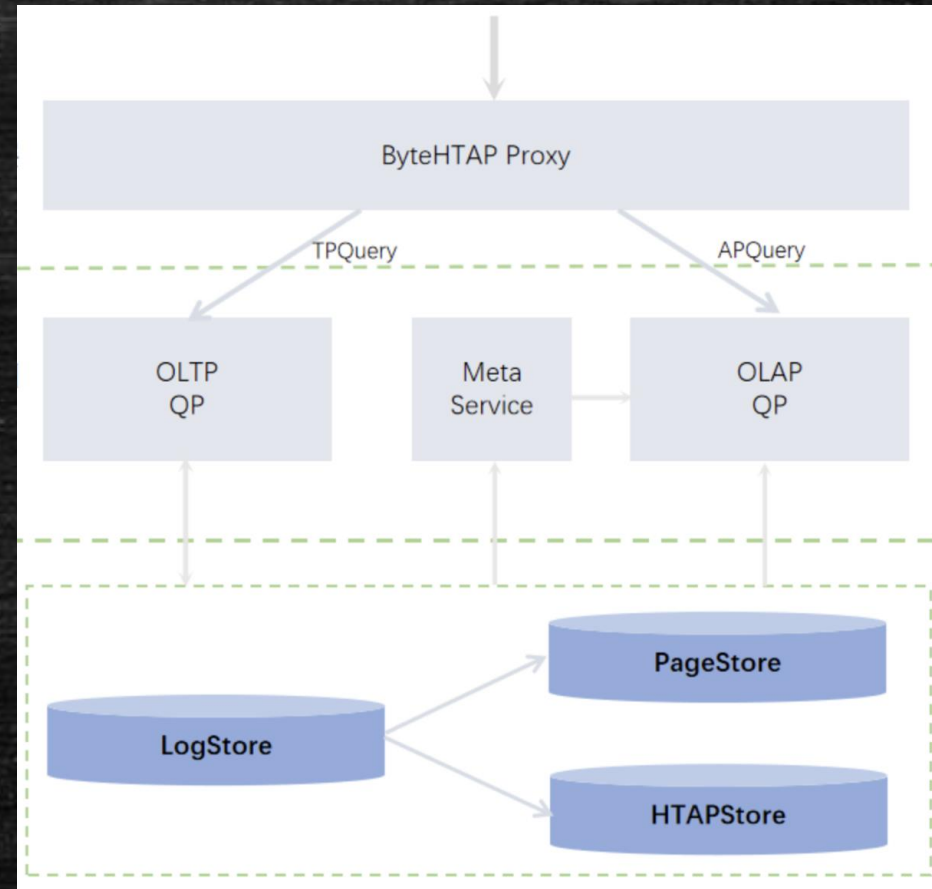 ByteHTAP Proxy
TPQuery
APQuery
OLTP
QP
Meta
Service
OLAP
QP
PageStore
LogStore
HTAPStore